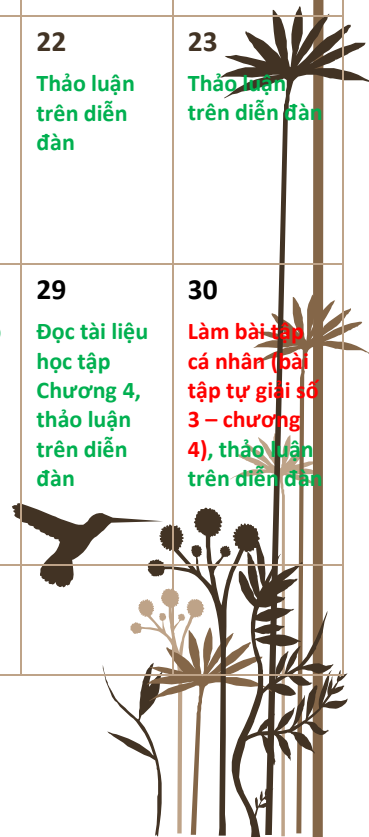 22
Thảo luận
trên diễn
đàn
23
Thảo luận
trên diễn đàn
29
Đọc tài liệu
học tập
Chương 4,
thảo luận
trên diễn
đàn
30
Làm bài tập
cá nhân (bài
tập tự giải số
3 – chương
4), thảo luận
trên diễn đàn